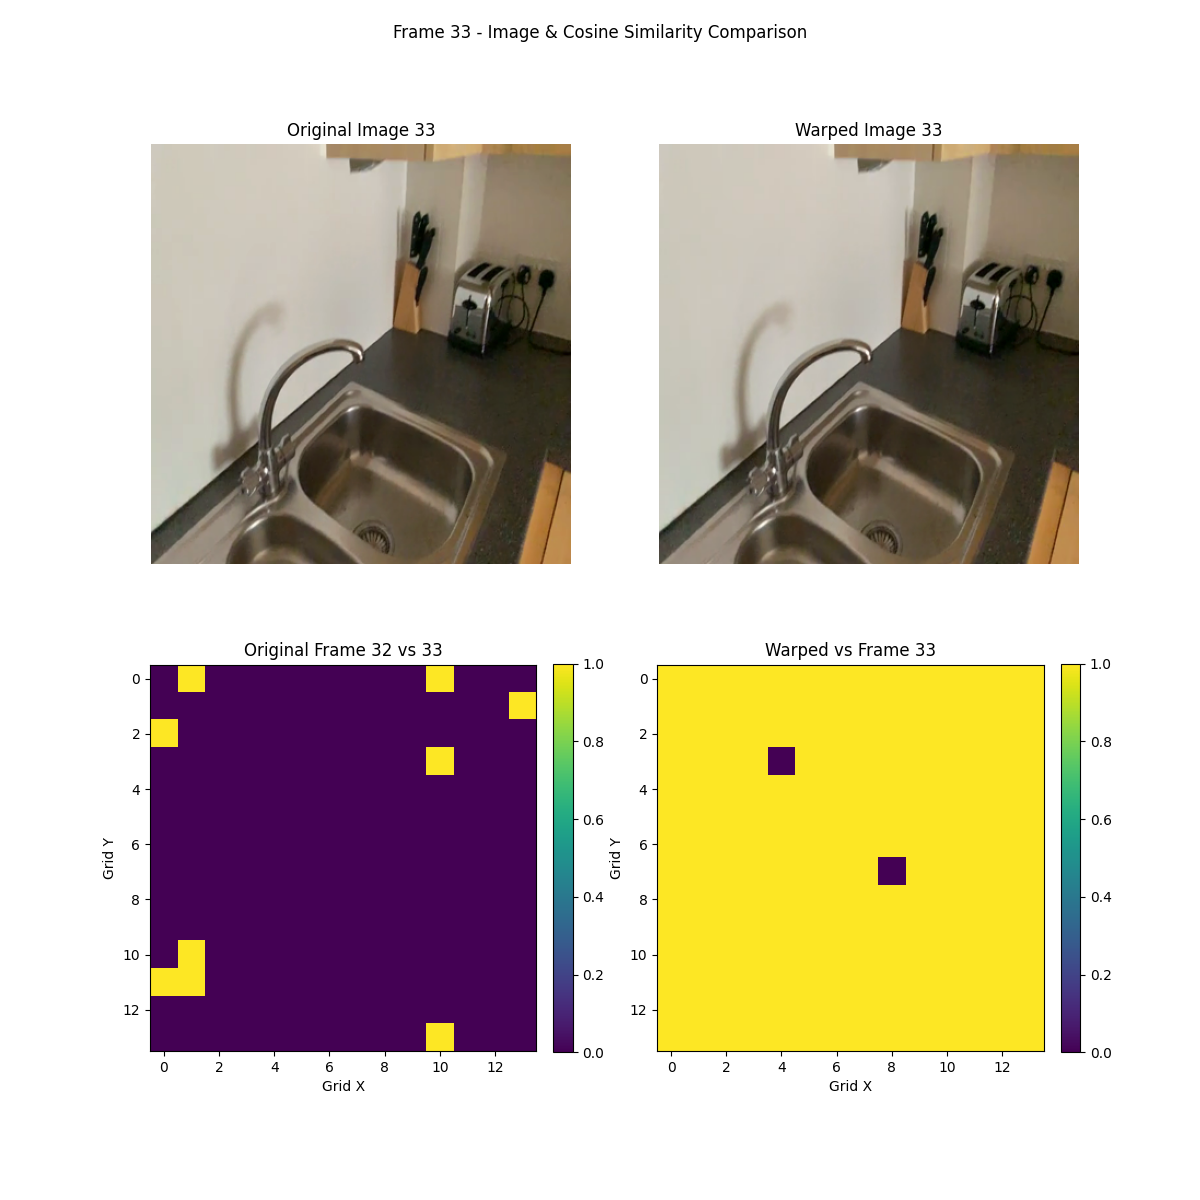 Frame 33 - Image & Cosine Similarity Comparison
Original Image 33
Warped Image 33
Original Frame 32 vs 33
Warped vs Frame 33
0
2
4
6
8
10
12
Grid Y
0 2 4 6 8 10 12
Grid X
1.0
0.8
0.6
0.4
0.2
0.0
0
2
4
6
8
10
12
Grid Y
0 2 4 6 8 10 12
Grid X
1.0
0.8
0.6
0.4
0.2
0.0